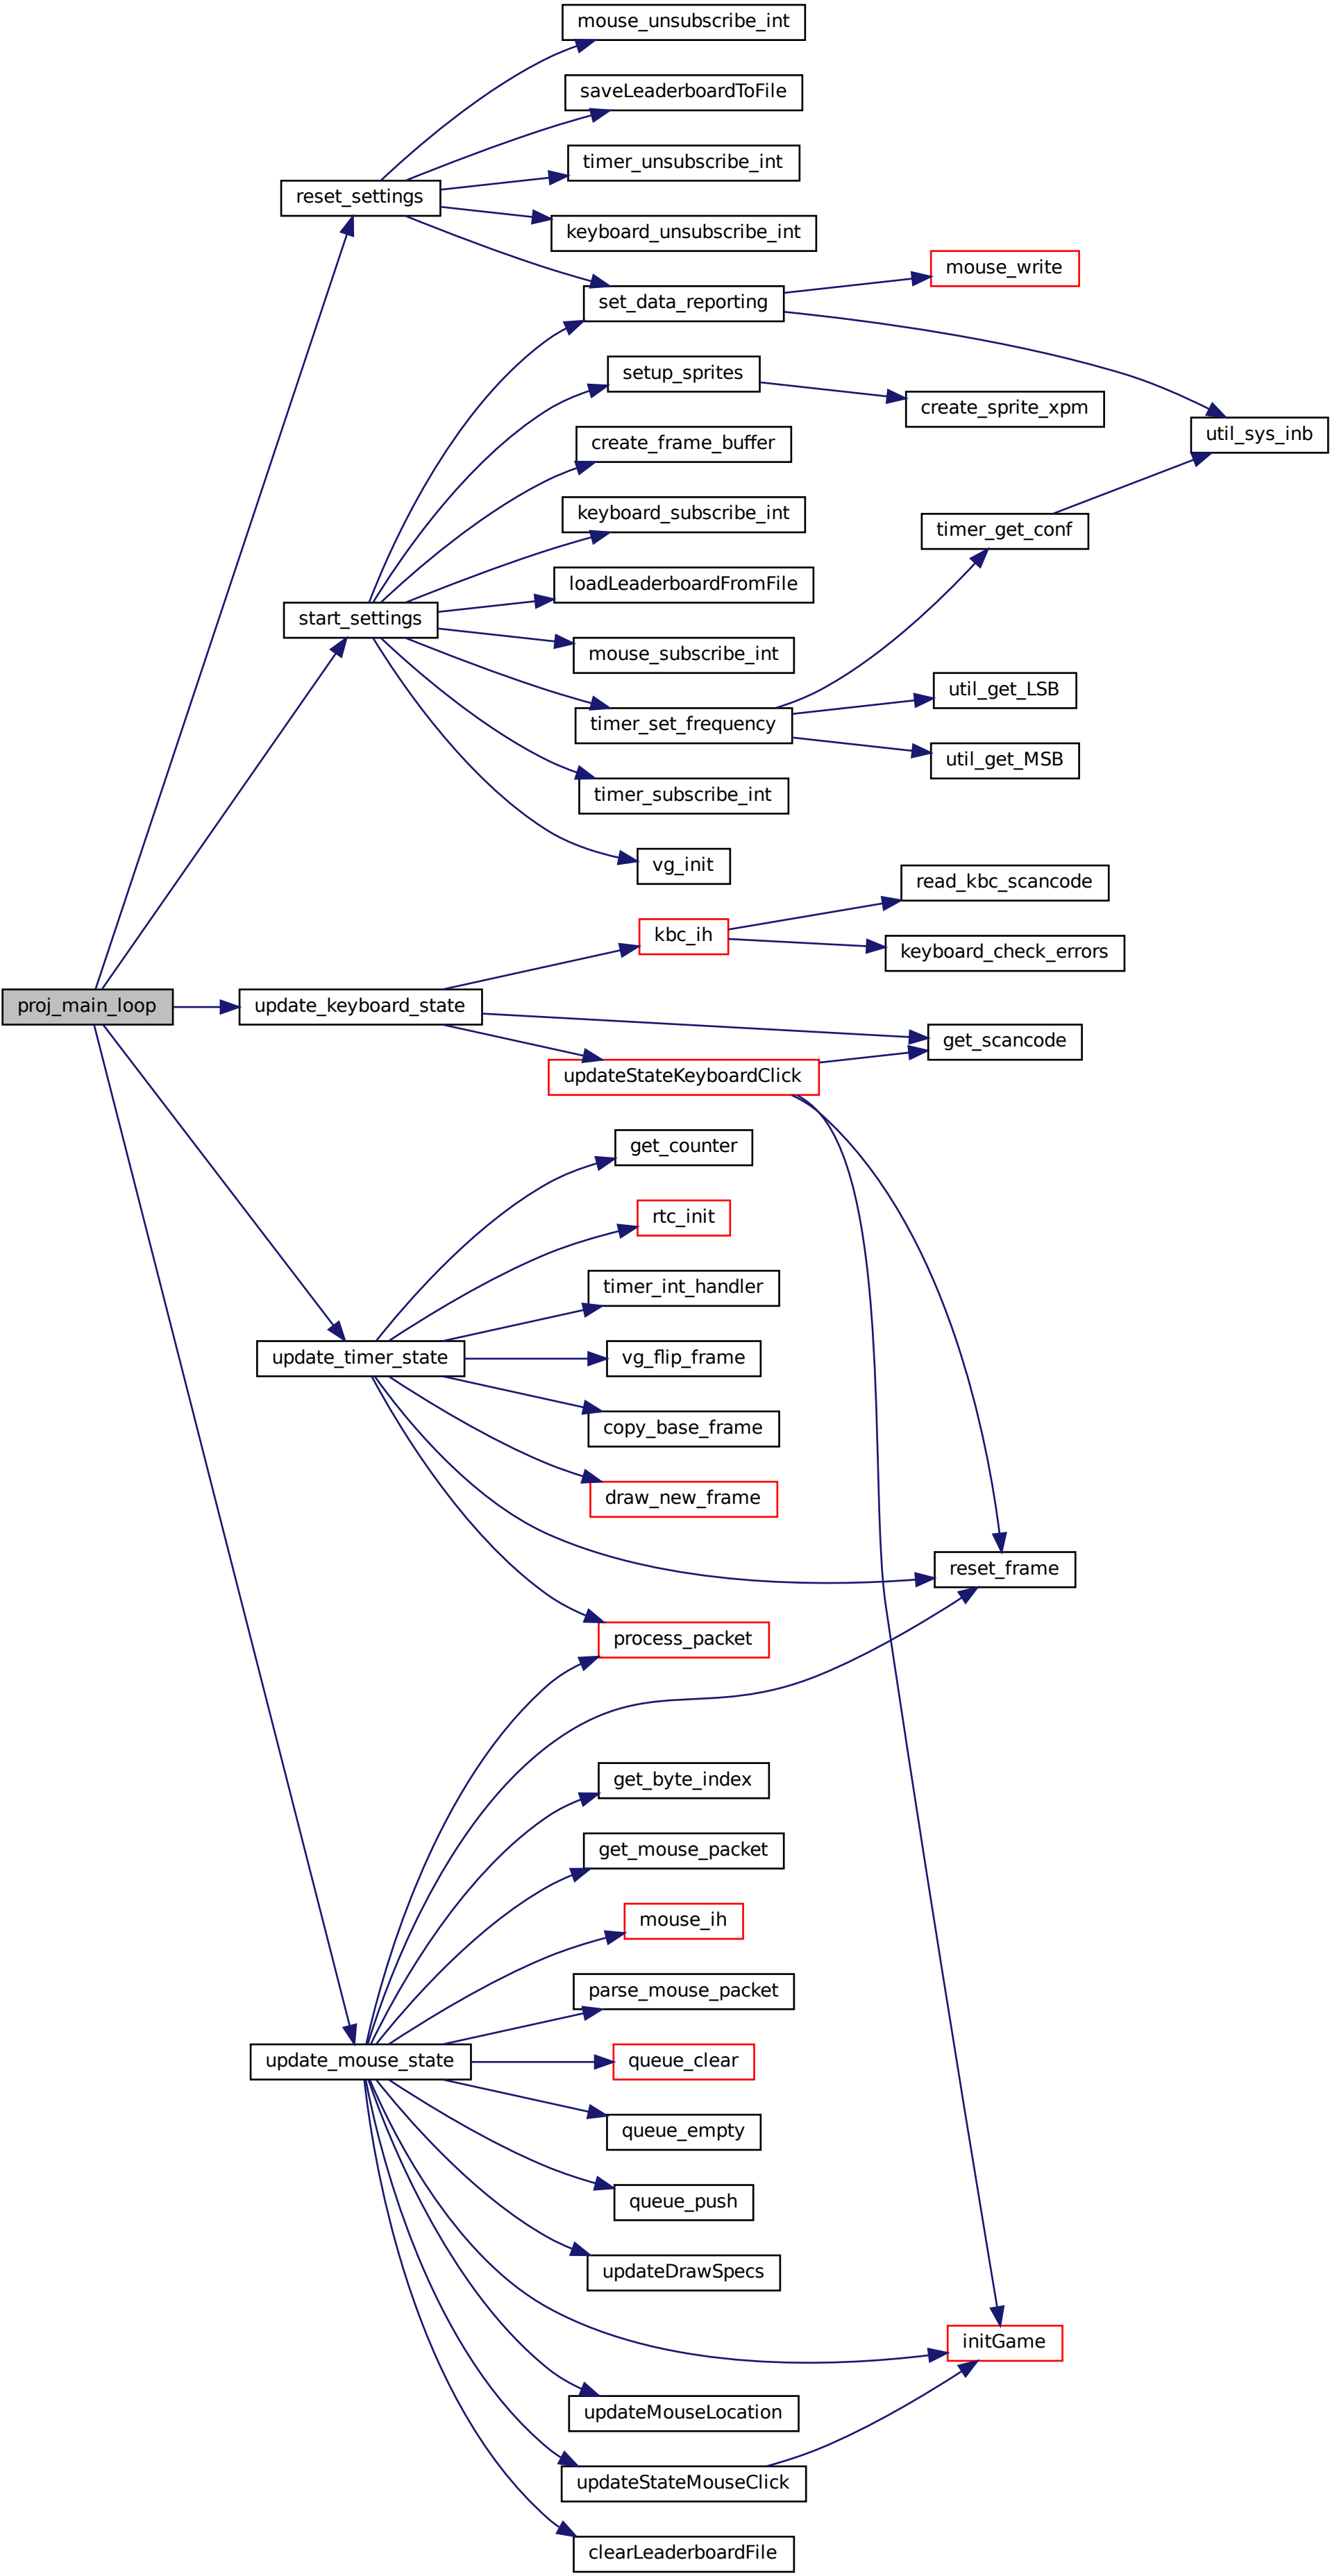 mouse_unsubscribe_int
saveLeaderboardToFile
timer_unsubscribe_int
reset_settings
keyboard_unsubscribe_int
mouse_write
set_data_reporting
setup_sprites
create_sprite_xpm
util_sys_inb
create_frame_buffer
keyboard_subscribe_int
timer_get_conf
loadLeaderboardFromFile
start_settings
mouse_subscribe_int
util_get_LSB
timer_set_frequency
util_get_MSB
timer_subscribe_int
vg_init
read_kbc_scancode
kbc_ih
keyboard_check_errors
proj_main_loop
update_keyboard_state
get_scancode
updateStateKeyboardClick
get_counter
rtc_init
timer_int_handler
update_timer_state
vg_flip_frame
copy_base_frame
draw_new_frame
reset_frame
process_packet
get_byte_index
get_mouse_packet
mouse_ih
parse_mouse_packet
update_mouse_state
queue_clear
queue_empty
queue_push
updateDrawSpecs
initGame
updateMouseLocation
updateStateMouseClick
clearLeaderboardFile